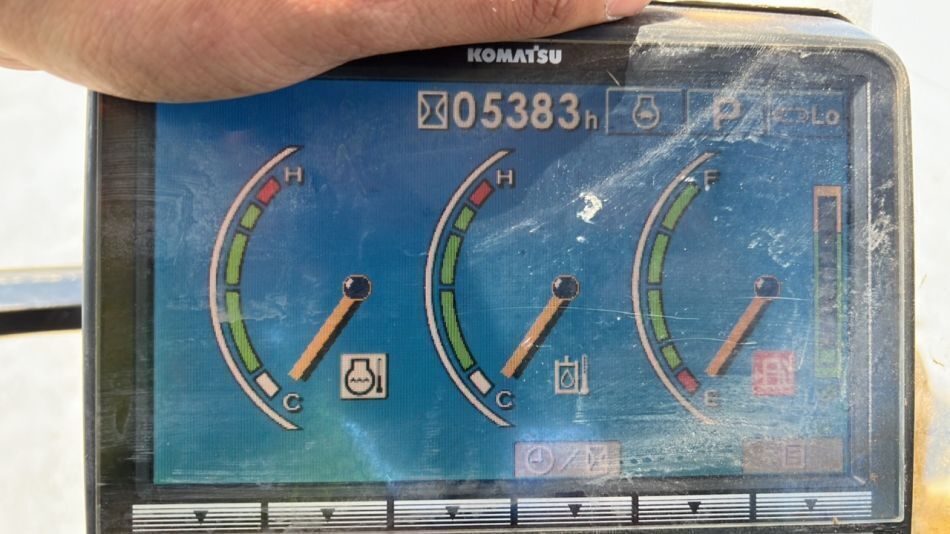 KOMATSU
05383h P Lo
H H F
C C E